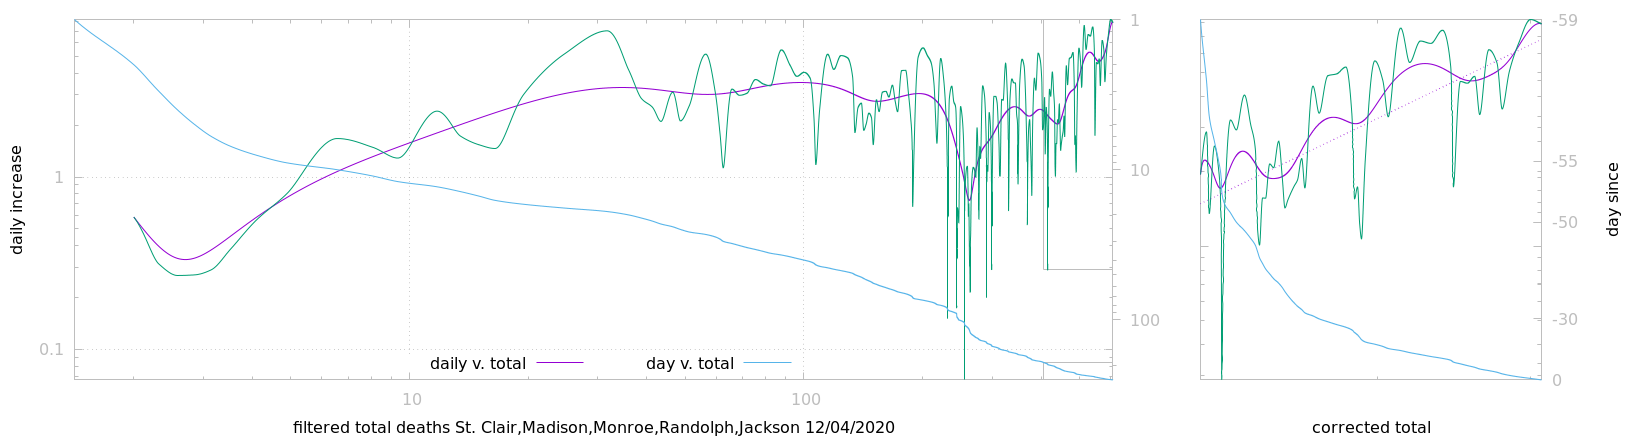 1
-59
daily increase
1
10
-55
-50
day since
0.1
100
-30
daily v. total
day v. total
0
10
100
filtered total deaths St. Clair,Madison,Monroe,Randolph,Jackson 12/04/2020
corrected total